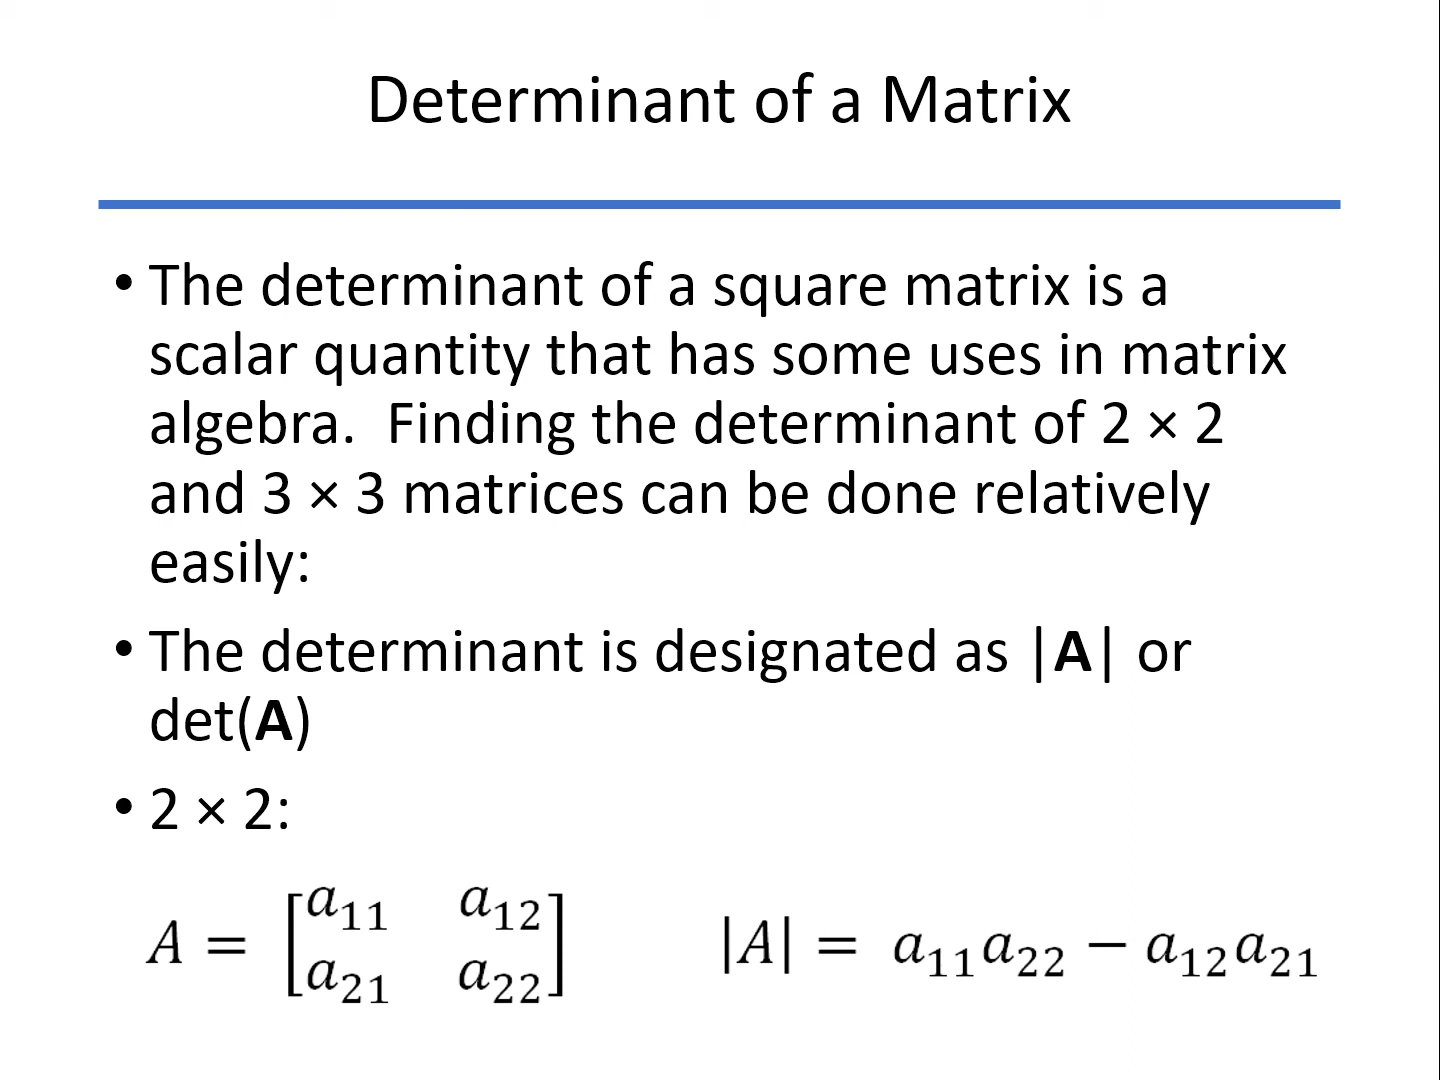 Determinant of a Matrix
• The determinant of a square matrix is a
scalar quantity that has some uses in matrix
algebra.  Finding the determinant of 2 × 2
and 3 × 3 matrices can be done relatively
easily:
• The determinant is designated as |A| or
det(A)
• 2 × 2:
A = [a₁₁ a₁₂
a₂₁ a₂₂] |A| = a₁₁a₂₂ − a₁₂a₂₁